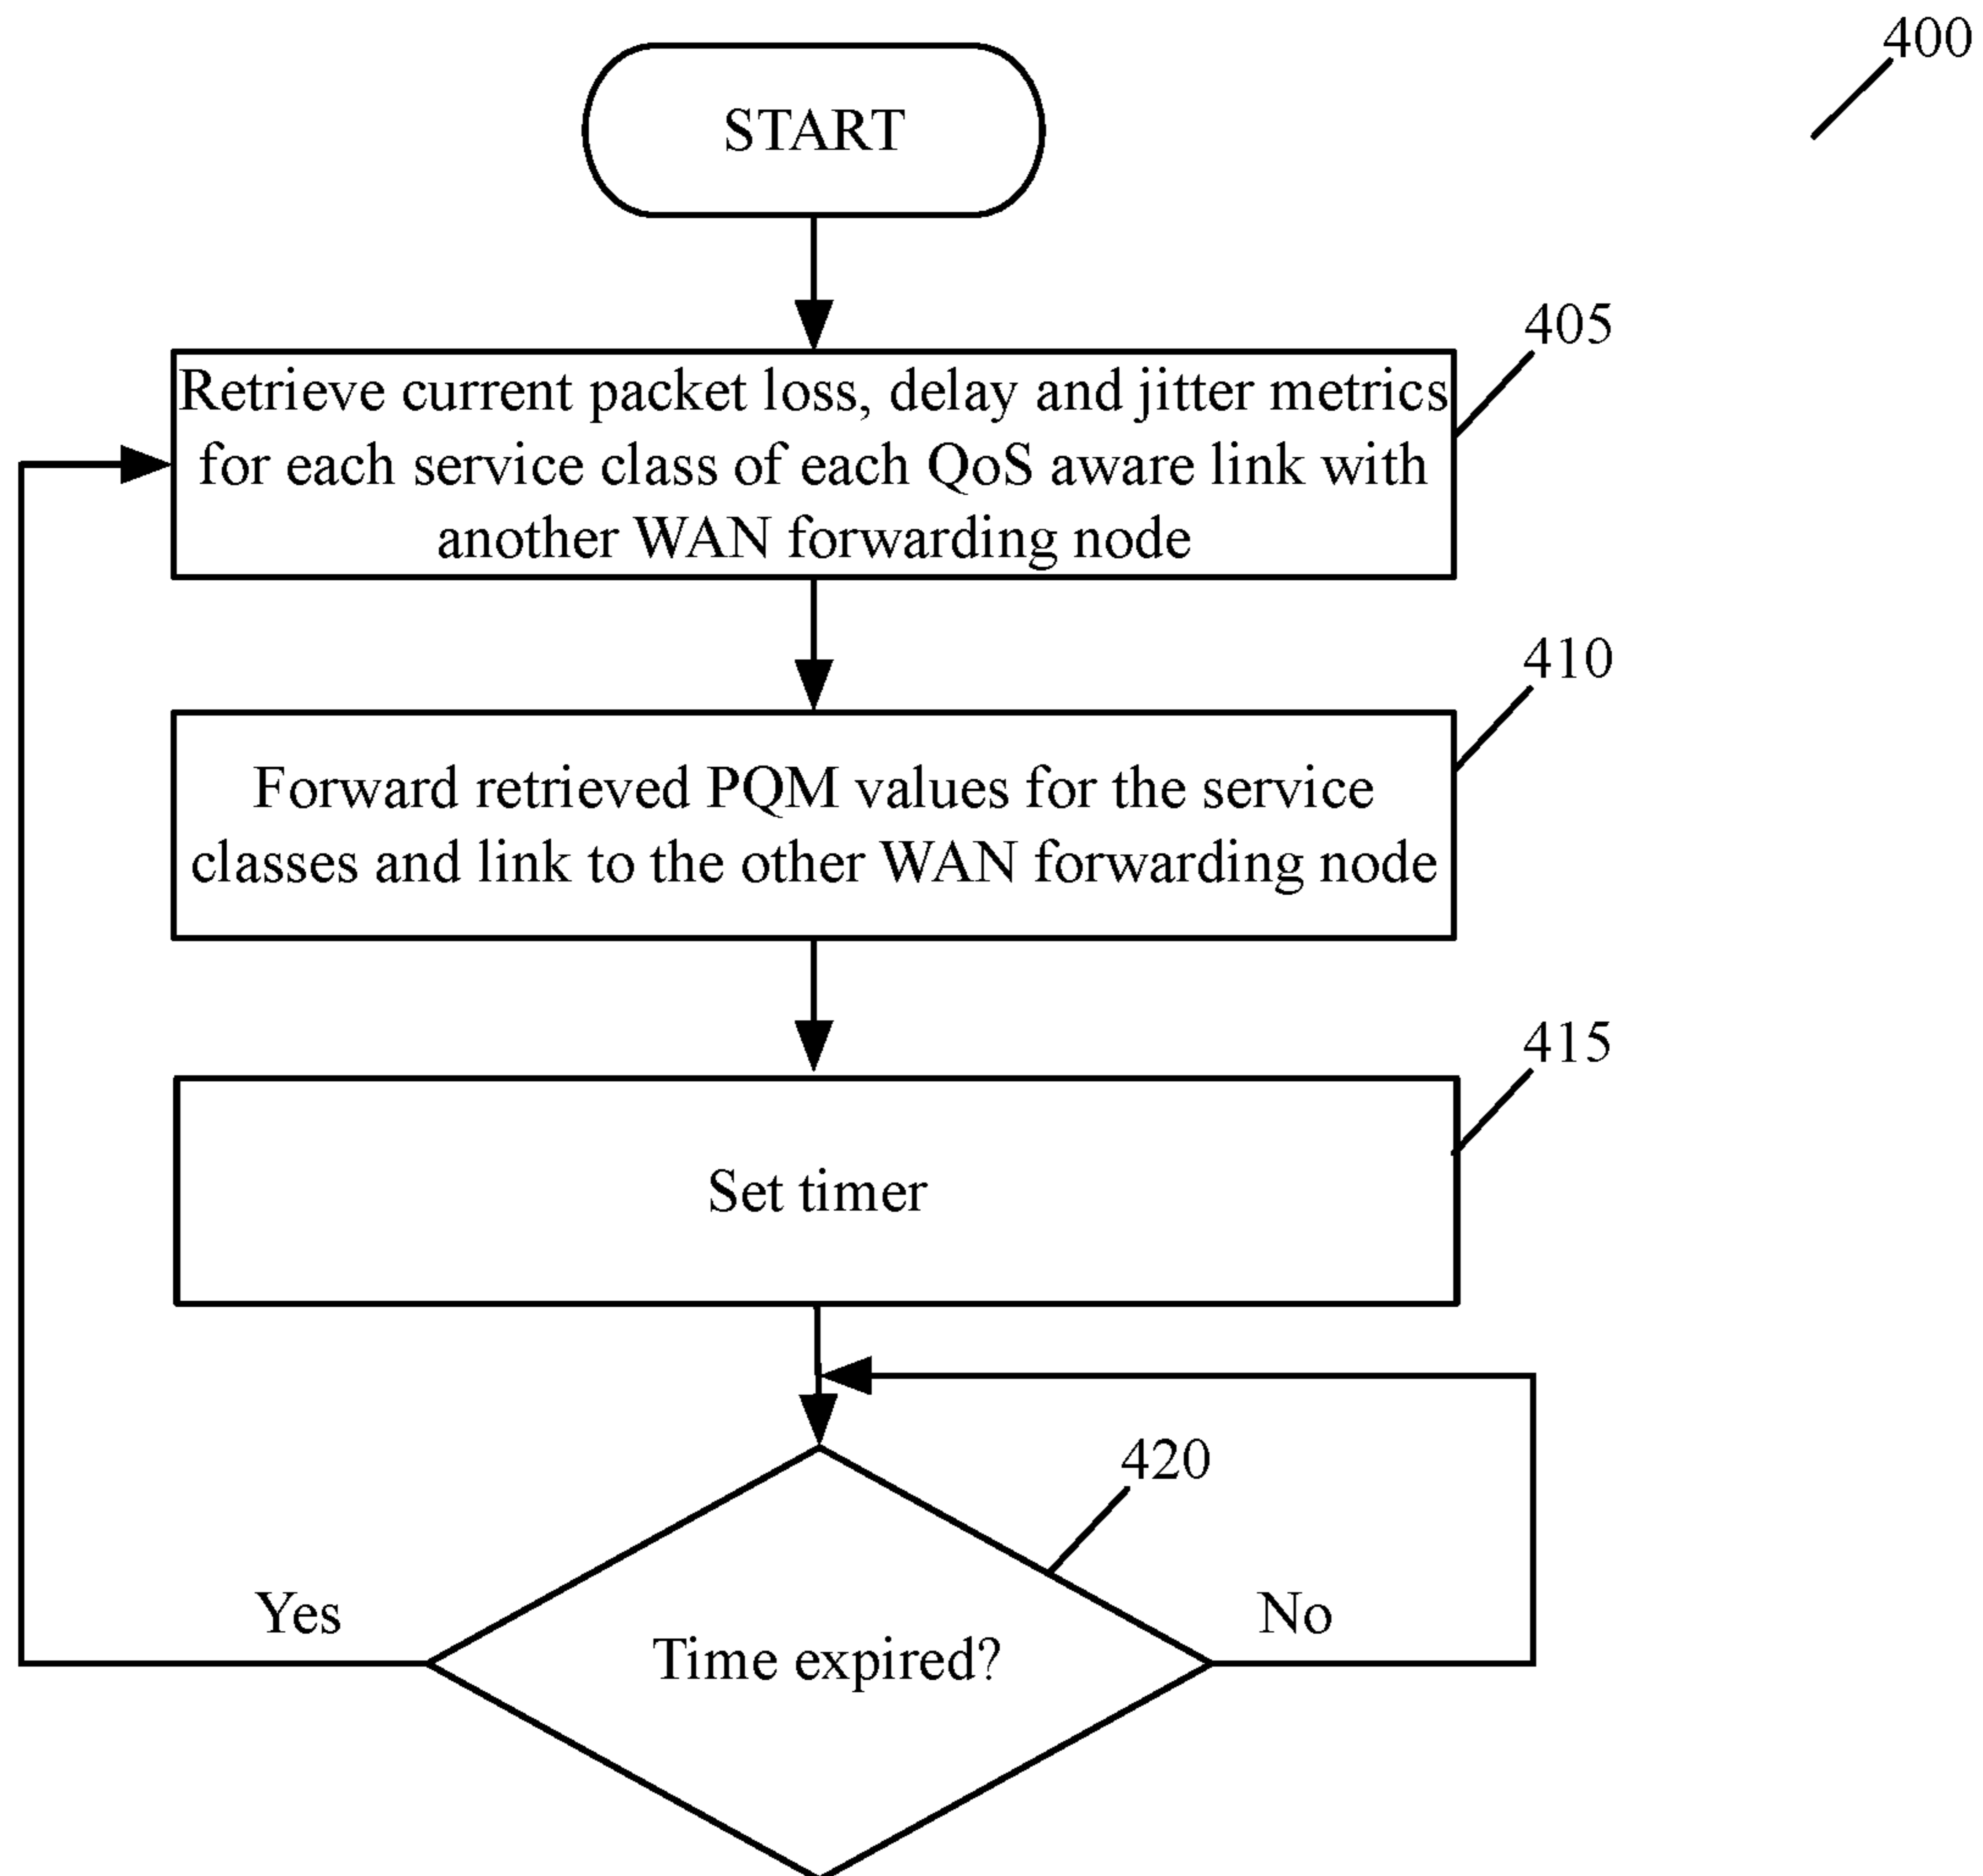 400
START
405
Retrieve current packet loss, delay and jitter metrics
for each service class of each QoS aware link with
another WAN forwarding node
410
Forward retrieved PQM values for the service
classes and link to the other WAN forwarding node
415
Set timer
420
Yes
No
Time expired?